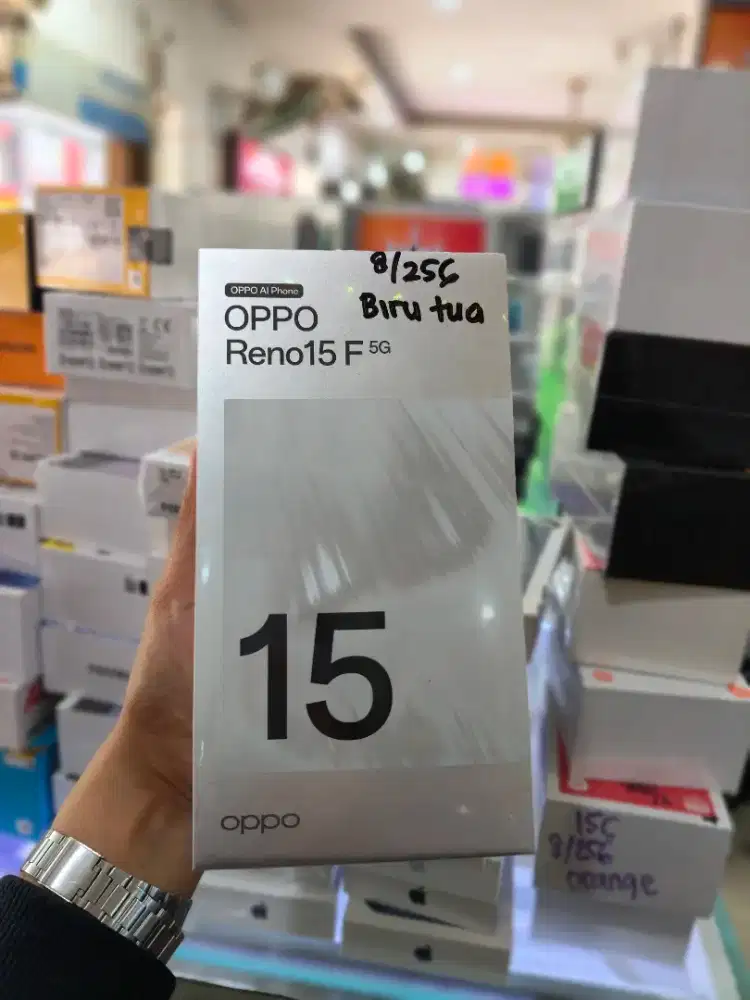 8/256
Biru tua
OPPO AI Phone
OPPO
Reno15 F 5G
15
oppo
15C
8/256
orange